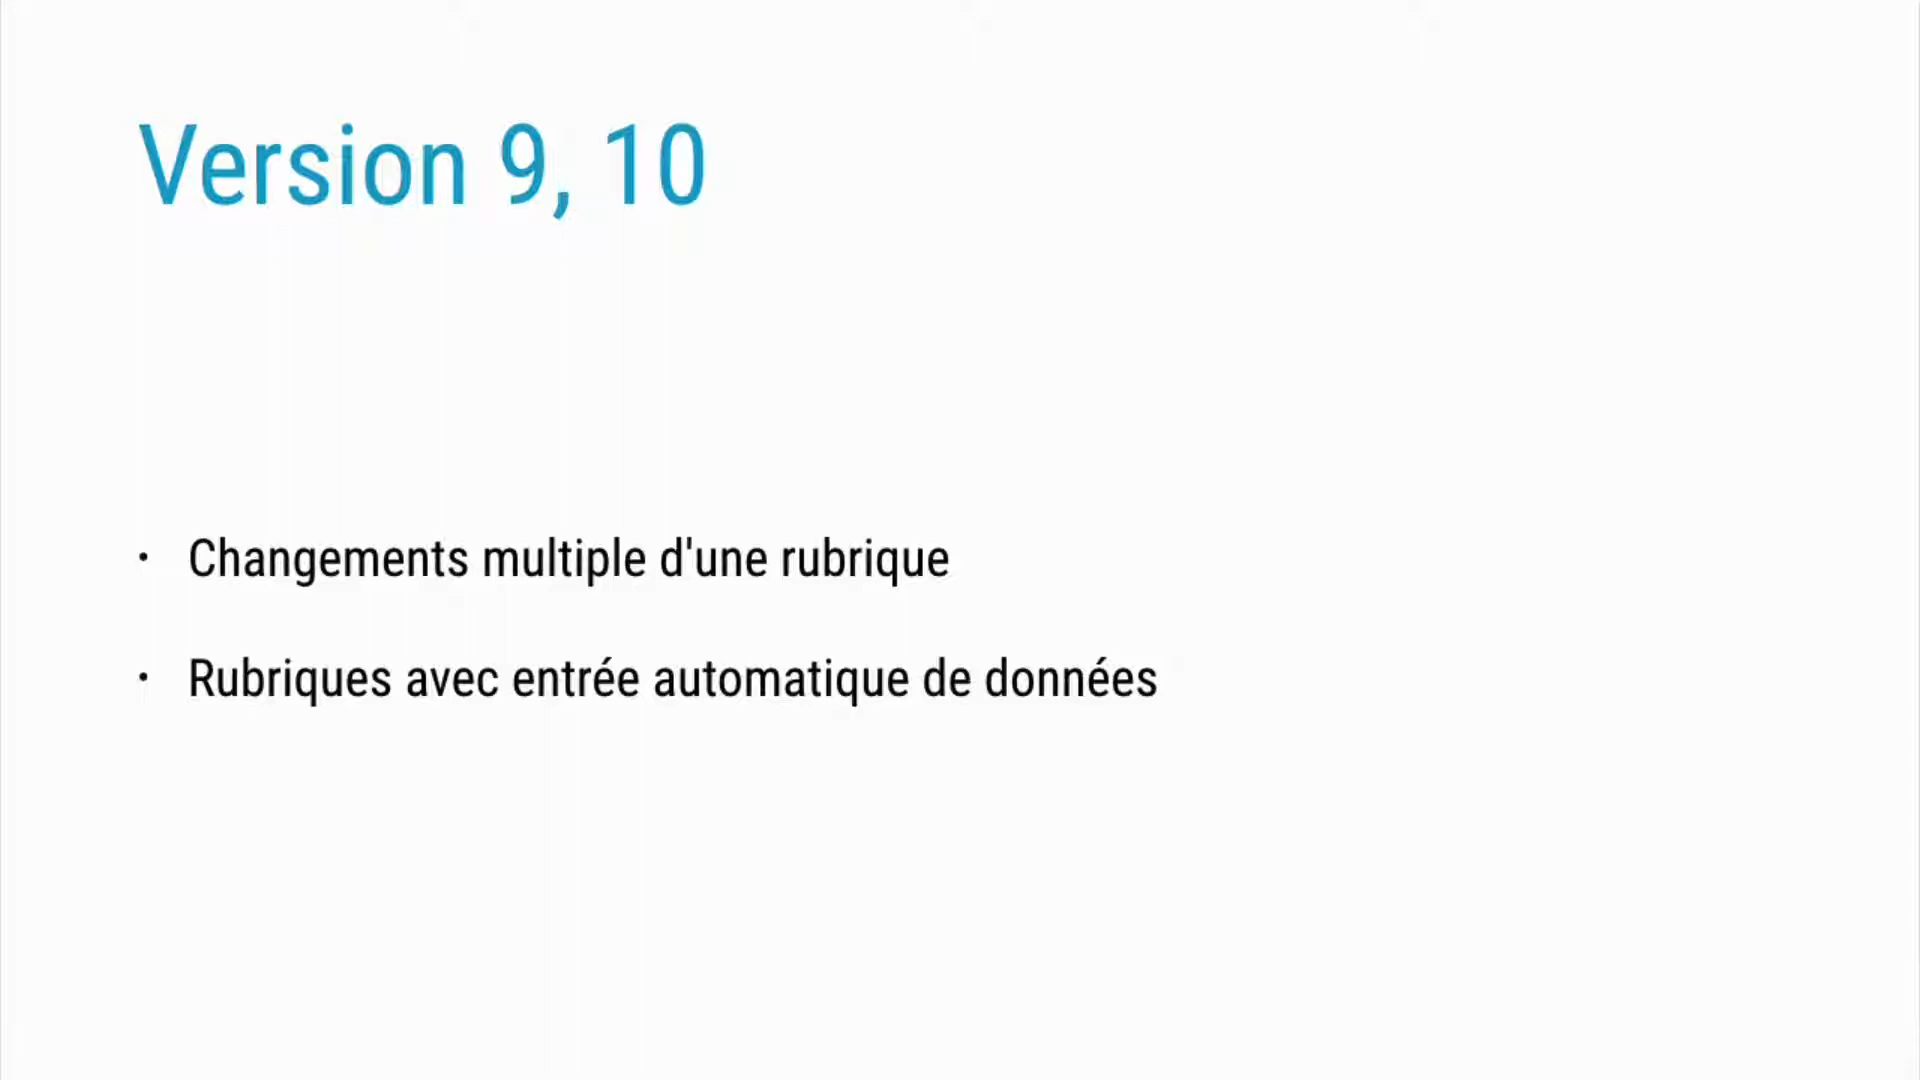 Version 9, 10
· Changements multiple d'une rubrique
· Rubriques avec entrée automatique de données